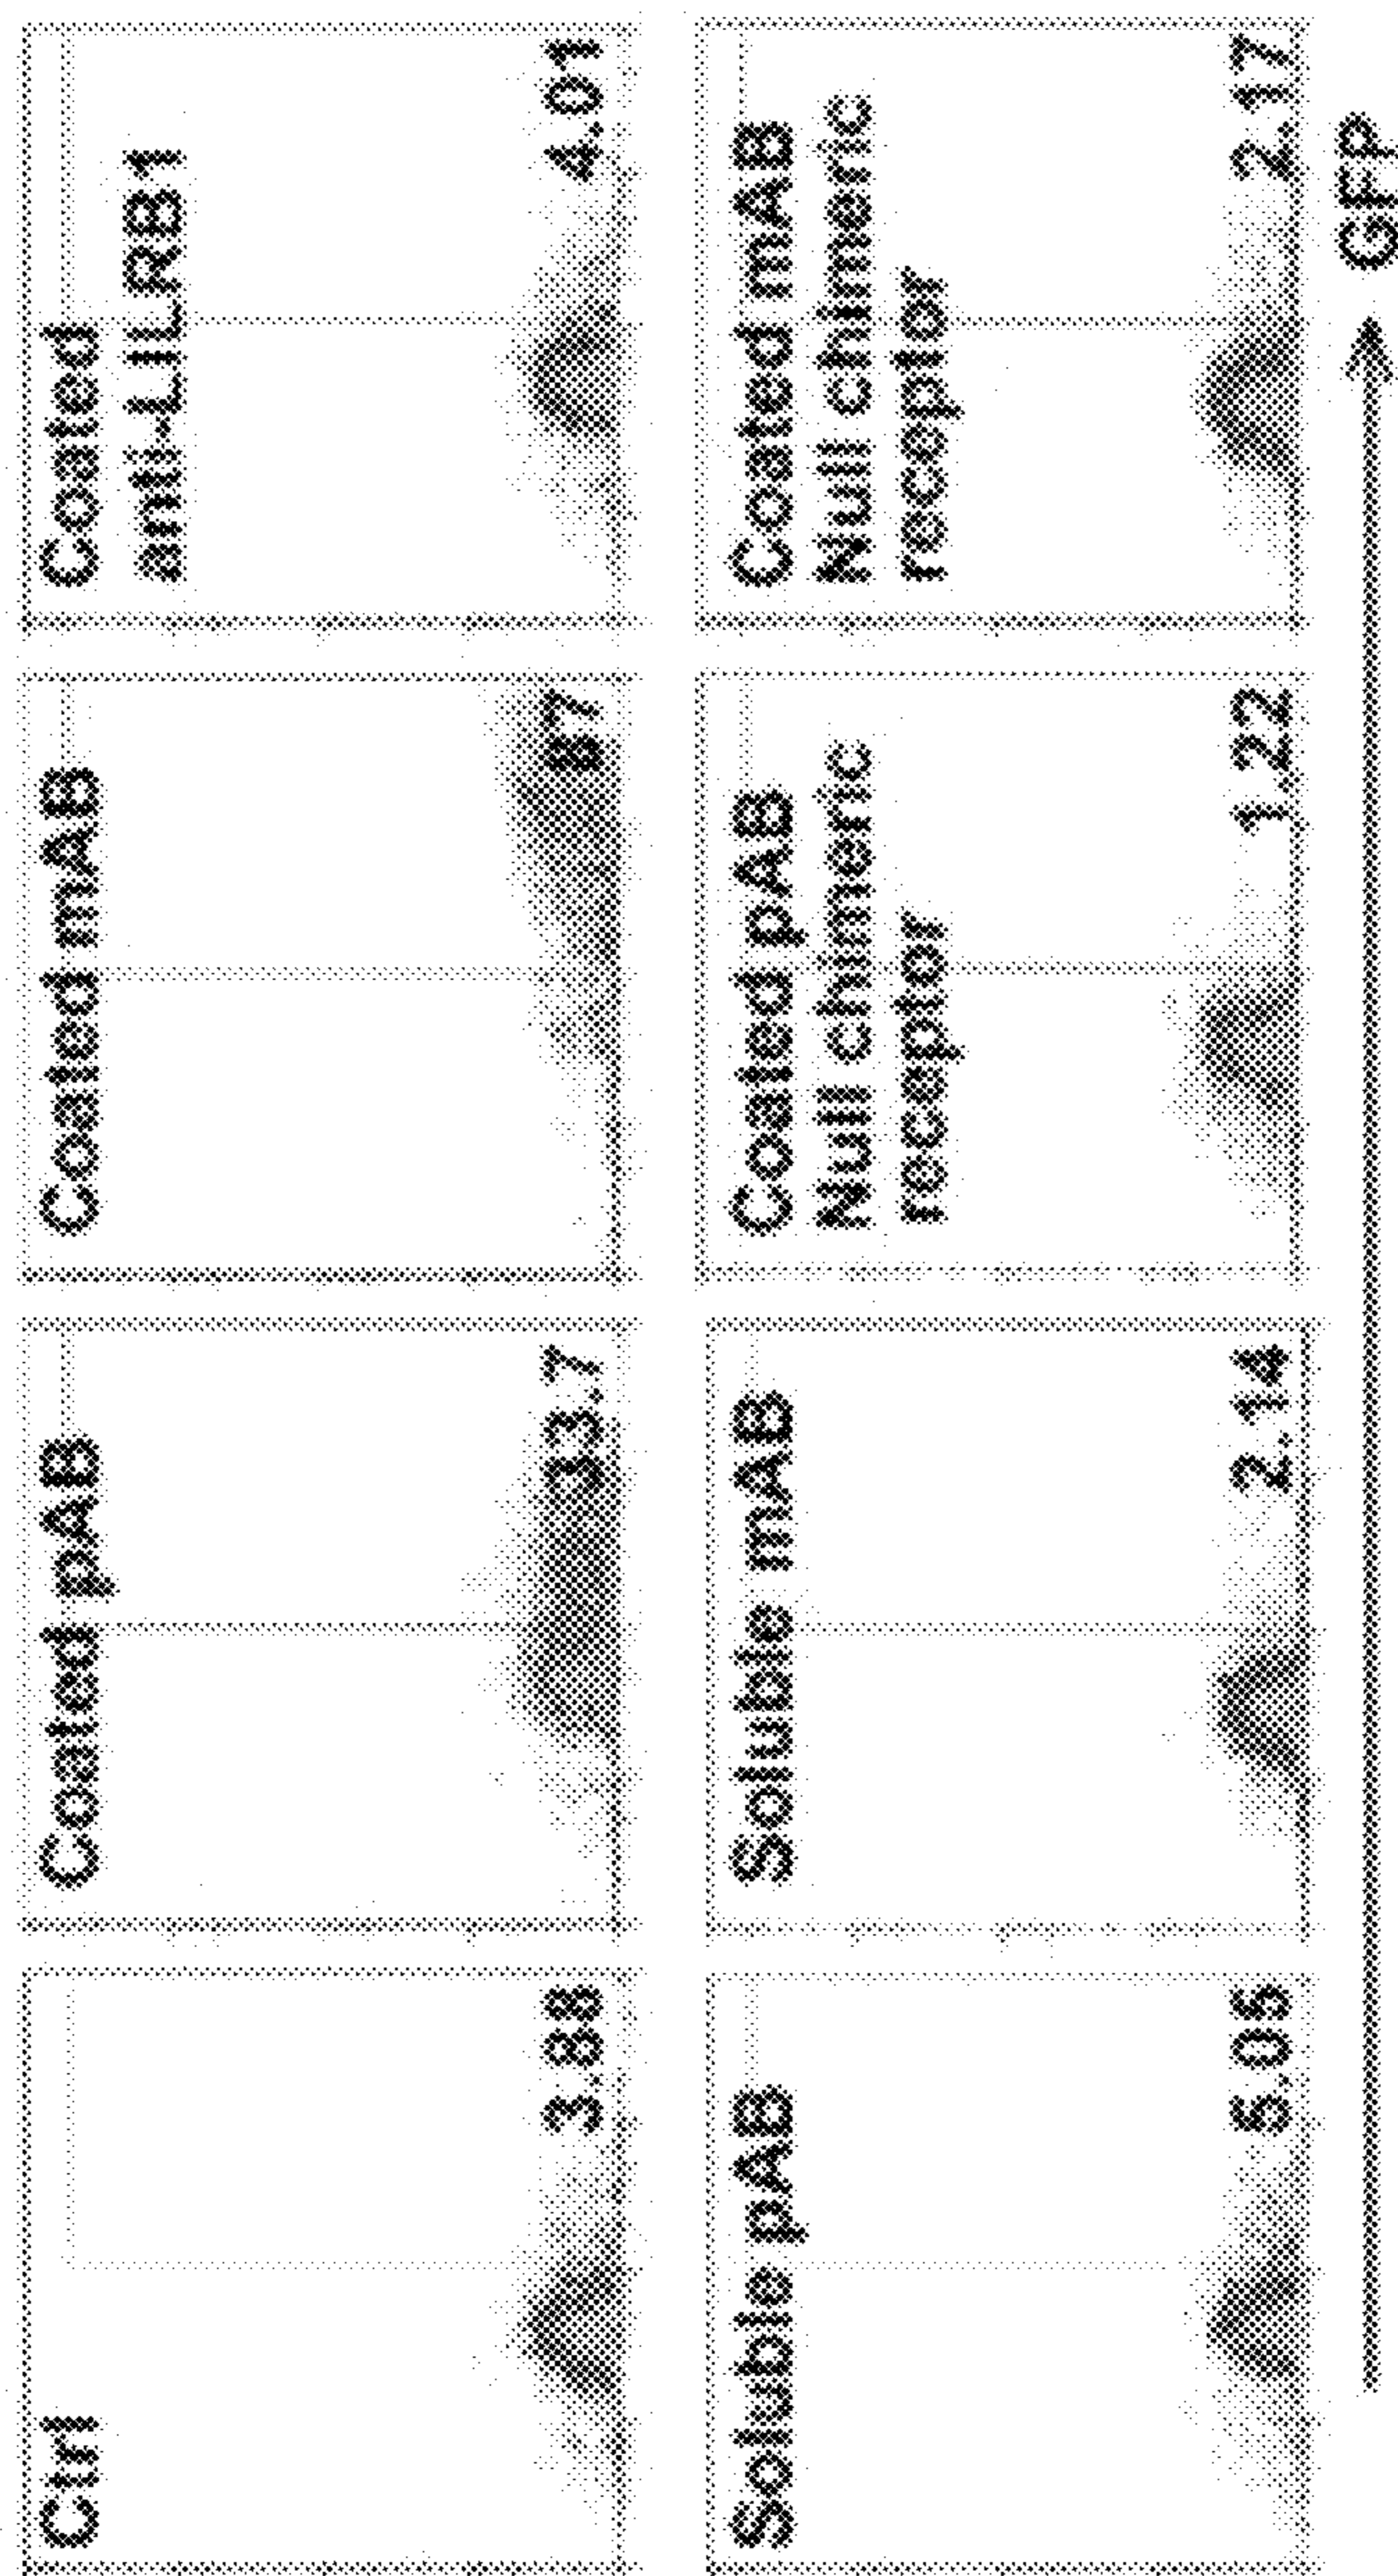 Ctrl
3.88
Coated pAB
33.7
Coated mAB
Coated
anti-LILRB1
4.01
Soluble pAB
5.05
Soluble mAB
2.14
Coated pAB
Null chimeric
receptor
1.22
Coated mAB
Null chimeric
receptor
2.17
GFP